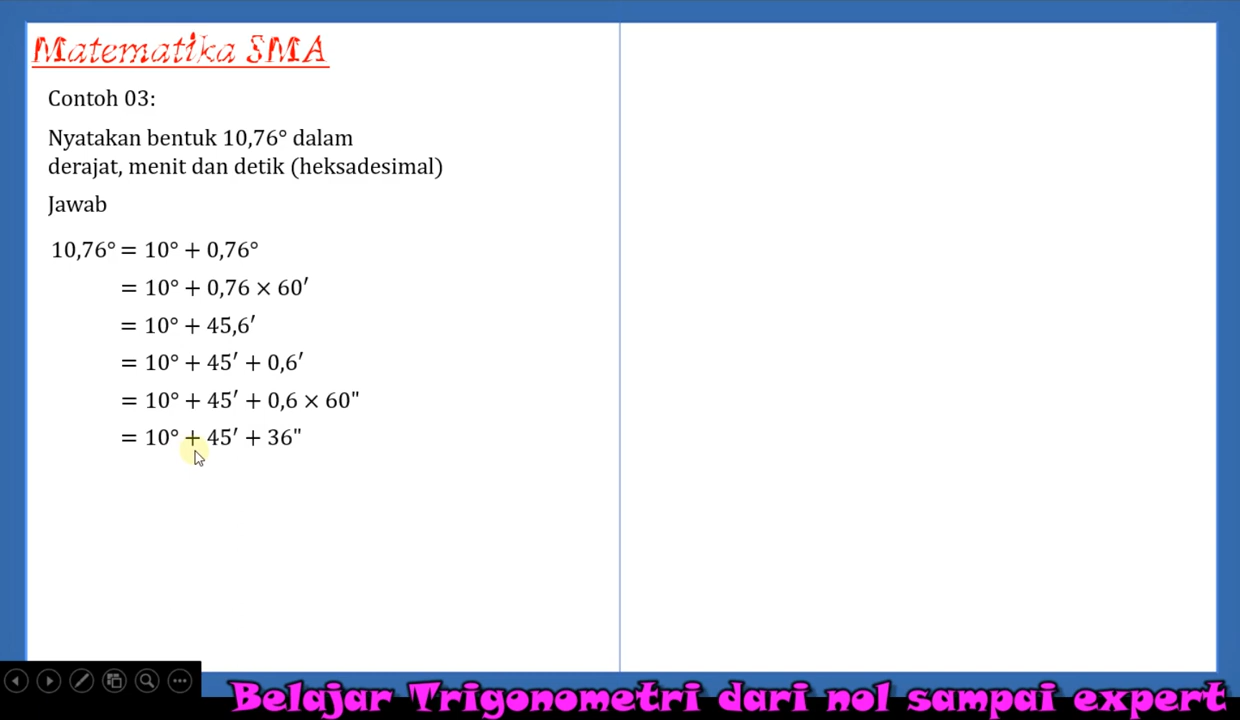 Matematika SMA
Contoh 03:
Nyatakan bentuk 10,76° dalam
derajat, menit dan detik (heksadesimal)
Jawab
10,76° = 10° + 0,76°
= 10° + 0,76 × 60′
= 10° + 45,6′
= 10° + 45′ + 0,6′
= 10° + 45′ + 0,6 × 60"
= 10° + 45′ + 36"
Belajar Trigonometri dari nol sampai expert